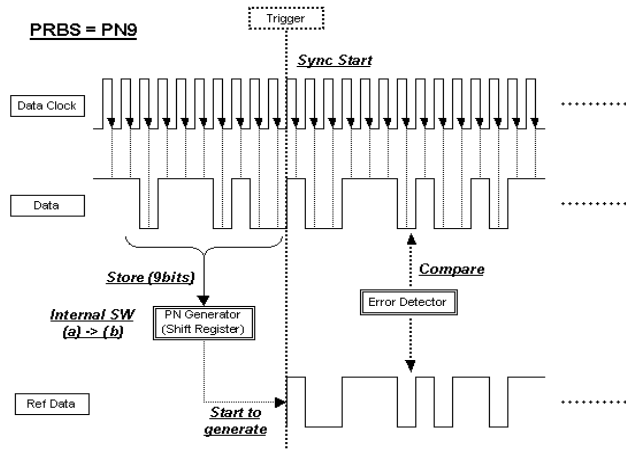 Trigger
PRBS = PN9
Sync Start
Data Clock
Data
Store (9bits)
Compare
Internal SW
(a) -> (b)
PN Generator
(Shift Register)
Error Detector
Ref Data
Start to
generate